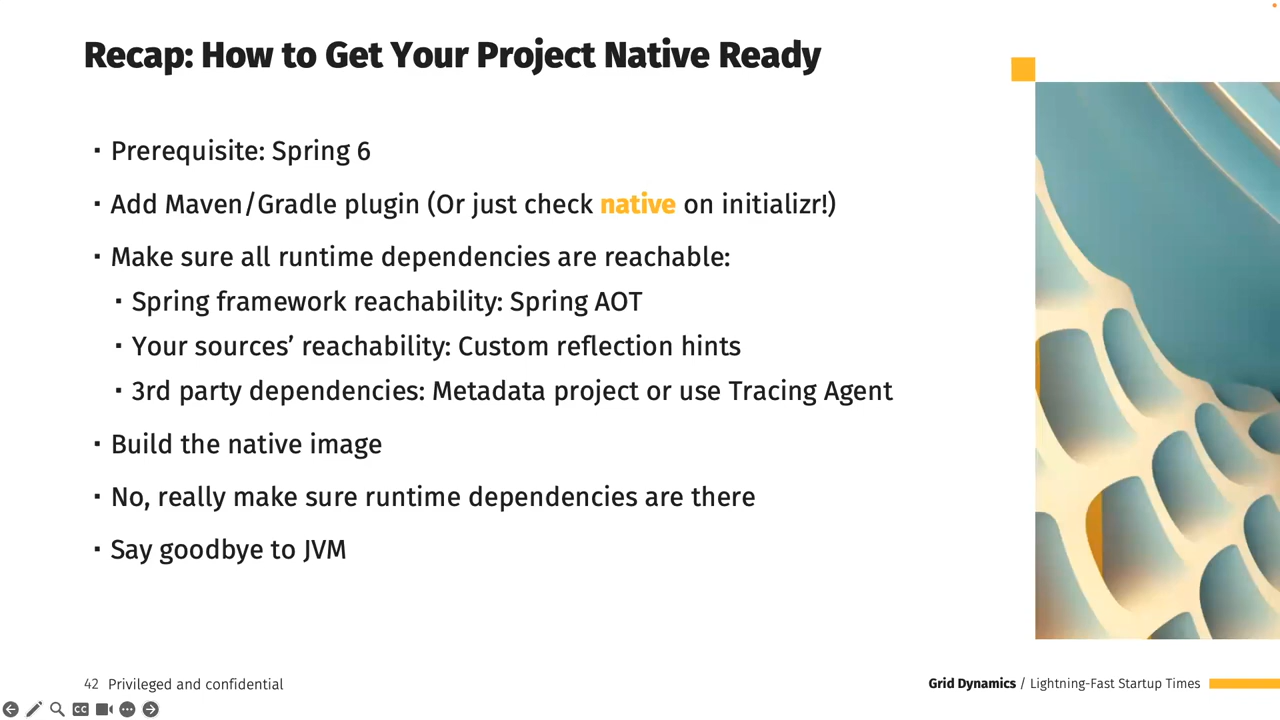 Recap: How to Get Your Project Native Ready
▪ Prerequisite: Spring 6
▪ Add Maven/Gradle plugin (Or just check native on initializr!)
▪ Make sure all runtime dependencies are reachable:
▪ Spring framework reachability: Spring AOT
▪ Your sources’ reachability: Custom reflection hints
▪ 3rd party dependencies: Metadata project or use Tracing Agent
▪ Build the native image
▪ No, really make sure runtime dependencies are there
▪ Say goodbye to JVM
42 Privileged and confidential
Grid Dynamics / Lightning-Fast Startup Times
CC